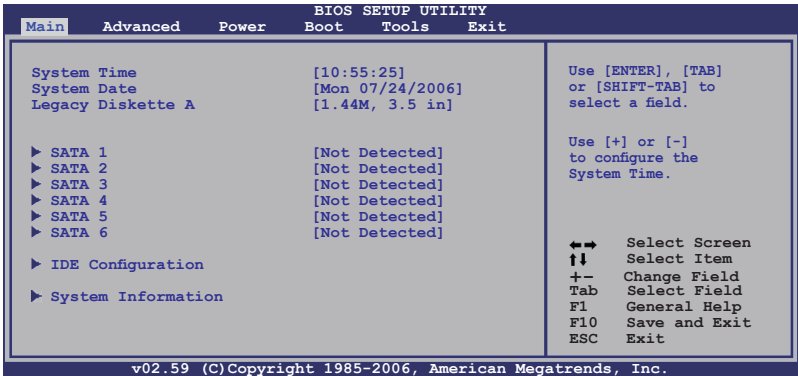 BIOS SETUP UTILITY
Main Advanced Power Boot Tools Exit
System Time [10:55:25]
System Date [Mon 07/24/2006]
Legacy Diskette A [1.44M, 3.5 in]
SATA 1 [Not Detected]
SATA 2 [Not Detected]
SATA 3 [Not Detected]
SATA 4 [Not Detected]
SATA 5 [Not Detected]
SATA 6 [Not Detected]
IDE Configuration
System Information
Use [ENTER], [TAB]
or [SHIFT-TAB] to
select a field.
Use [+] or [-]
to configure the
System Time.
←→ Select Screen
↑↓ Select Item
+- Change Field
Tab Select Field
F1 General Help
F10 Save and Exit
ESC Exit
v02.59 (C)Copyright 1985-2006, American Megatrends, Inc.